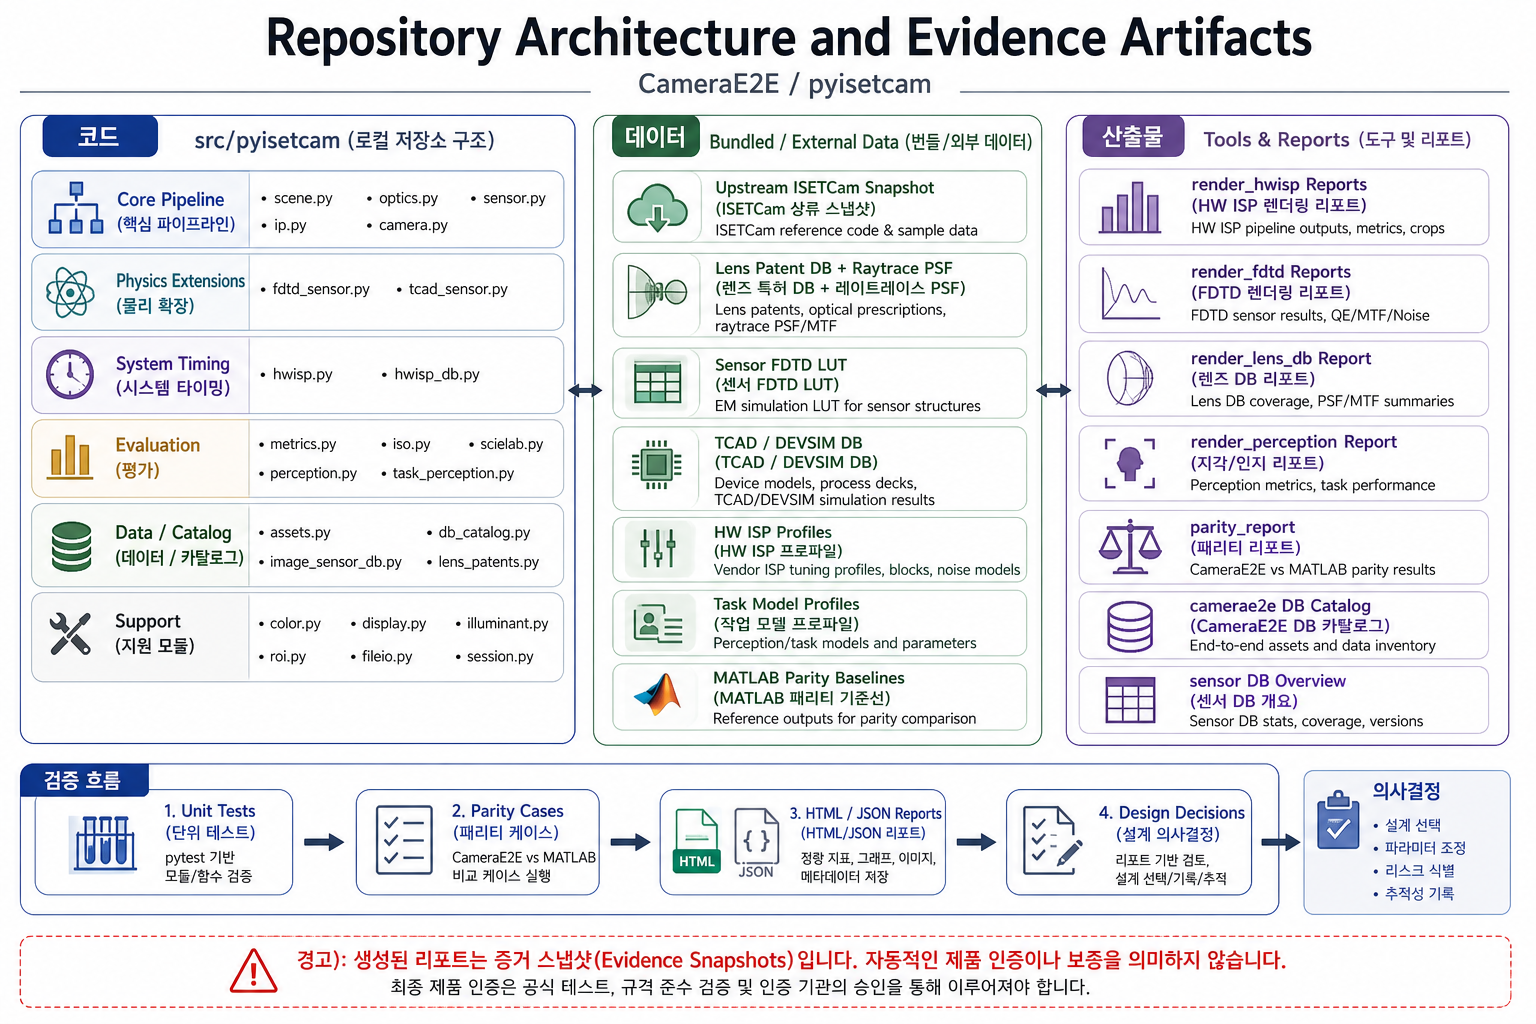 Repository Architecture and Evidence Artifacts
CameraE2E / pyisetcam
코드
src/pyisetcam (로컬 저장소 구조)
Core Pipeline
(핵심 파이프라인)
• scene.py
• optics.py
• sensor.py
• ip.py
• camera.py
Physics Extensions
(물리 확장)
• fdtd_sensor.py
• tcad_sensor.py
System Timing
(시스템 타이밍)
• hwisp.py
• hwisp_db.py
Evaluation
(평가)
• metrics.py
• iso.py
• scielab.py
• perception.py
• task_perception.py
Data / Catalog
(데이터 / 카탈로그)
• assets.py
• db_catalog.py
• image_sensor_db.py
• lens_patents.py
Support
(지원 모듈)
• color.py
• display.py
• illuminant.py
• roi.py
• fileio.py
• session.py
데이터
Bundled / External Data (번들/외부 데이터)
Upstream ISETCam Snapshot
(ISETCam 상류 스냅샷)
ISETCam reference code & sample data
Lens Patent DB + Raytrace PSF
(렌즈 특허 DB + 레이트레이스 PSF)
Lens patents, optical prescriptions,
raytrace PSF/MTF
Sensor FDTD LUT
(센서 FDTD LUT)
EM simulation LUT for sensor structures
TCAD / DEVSIM DB
(TCAD / DEVSIM DB)
Device models, process decks,
TCAD/DEVSIM simulation results
HW ISP Profiles
(HW ISP 프로파일)
Vendor ISP tuning profiles, blocks, noise models
Task Model Profiles
(작업 모델 프로파일)
Perception/task models and parameters
MATLAB Parity Baselines
(MATLAB 패리티 기준선)
Reference outputs for parity comparison
산출물
Tools & Reports (도구 및 리포트)
render_hwisp Reports
(HW ISP 렌더링 리포트)
HW ISP pipeline outputs, metrics, crops
render_fdtd Reports
(FDTD 렌더링 리포트)
FDTD sensor results, QE/MTF/Noise
render_lens_db Report
(렌즈 DB 리포트)
Lens DB coverage, PSF/MTF summaries
render_perception Report
(지각/인지 리포트)
Perception metrics, task performance
parity_report
(패리티 리포트)
CameraE2E vs MATLAB parity results
camerae2e DB Catalog
(CameraE2E DB 카탈로그)
End-to-end assets and data inventory
sensor DB Overview
(센서 DB 개요)
Sensor DB stats, coverage, versions
검증 흐름
1. Unit Tests
(단위 테스트)
pytest 기반
모듈/함수 검증
2. Parity Cases
(패리티 케이스)
CameraE2E vs MATLAB
비교 케이스 실행
HTML
{ }
JSON
3. HTML / JSON Reports
(HTML/JSON 리포트)
정량 지표, 그래프, 이미지,
메타데이터 저장
4. Design Decisions
(설계 의사결정)
리포트 기반 검토,
설계 선택/기록/추적
의사결정
• 설계 선택
• 파라미터 조정
• 리스크 식별
• 추적성 기록
경고): 생성된 리포트는 증거 스냅샷(Evidence Snapshots)입니다. 자동적인 제품 인증이나 보증을 의미하지 않습니다.
최종 제품 인증은 공식 테스트, 규격 준수 검증 및 인증 기관의 승인을 통해 이루어져야 합니다.